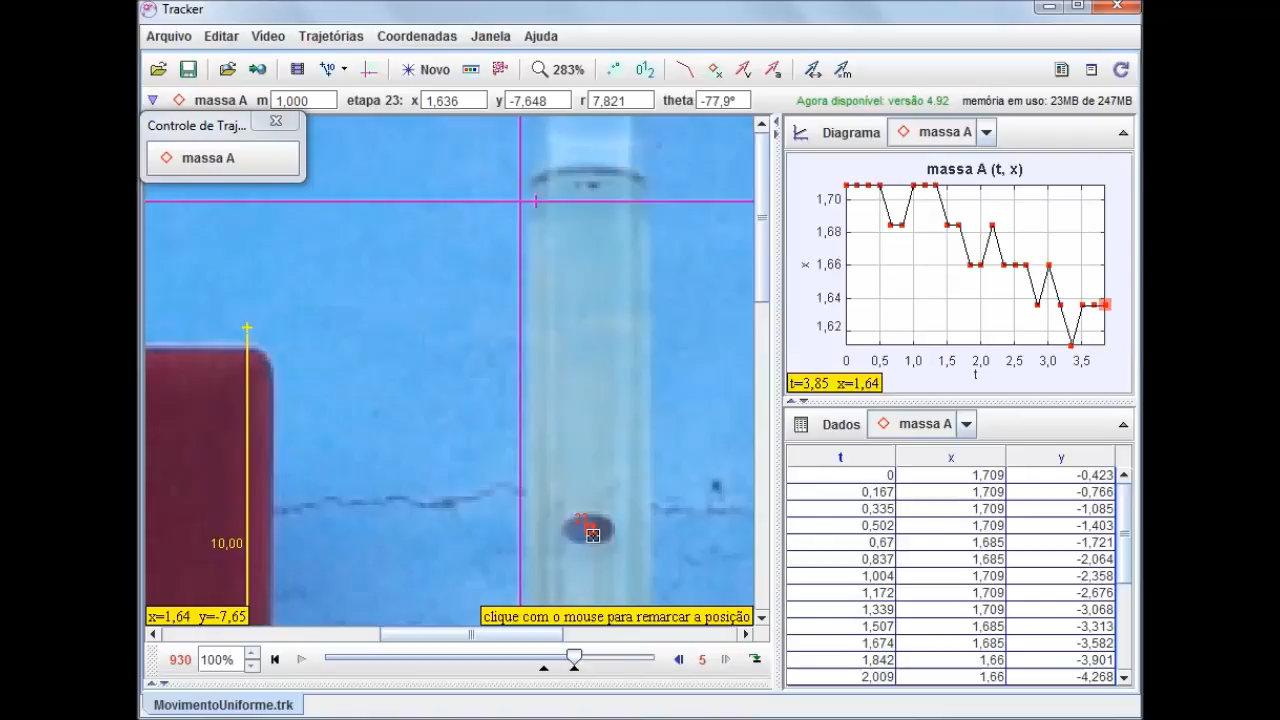 Tracker
Arquivo Editar Video Trajetórias Coordenadas Janela Ajuda
Novo 283%
massa A m 1,000 etapa 23: x 1,636 y -7,648 r 7,821 theta -77,9º Agora disponível: versão 4.92 memória em uso: 23MB de 247MB
Controle de Traj...
massa A
Diagrama massa A
massa A (t, x)
1,70
1,68
1,66
1,64
1,62
x
0 0,5 1,0 1,5 2,0 2,5 3,0 3,5
t
t=3,85 x=1,64
Dados massa A
t x y
0 1,709 -0,423
0,167 1,709 -0,766
0,335 1,709 -1,085
0,502 1,709 -1,403
0,67 1,685 -1,721
0,837 1,685 -2,064
1,004 1,709 -2,358
1,172 1,709 -2,676
1,339 1,709 -3,068
1,507 1,685 -3,313
1,674 1,685 -3,582
1,842 1,66 -3,901
2,009 1,66 -4,268
10,00
x=1,64 y=-7,65
clique com o mouse para remarcar a posição
930 100% 5
MovimentoUniforme.trk